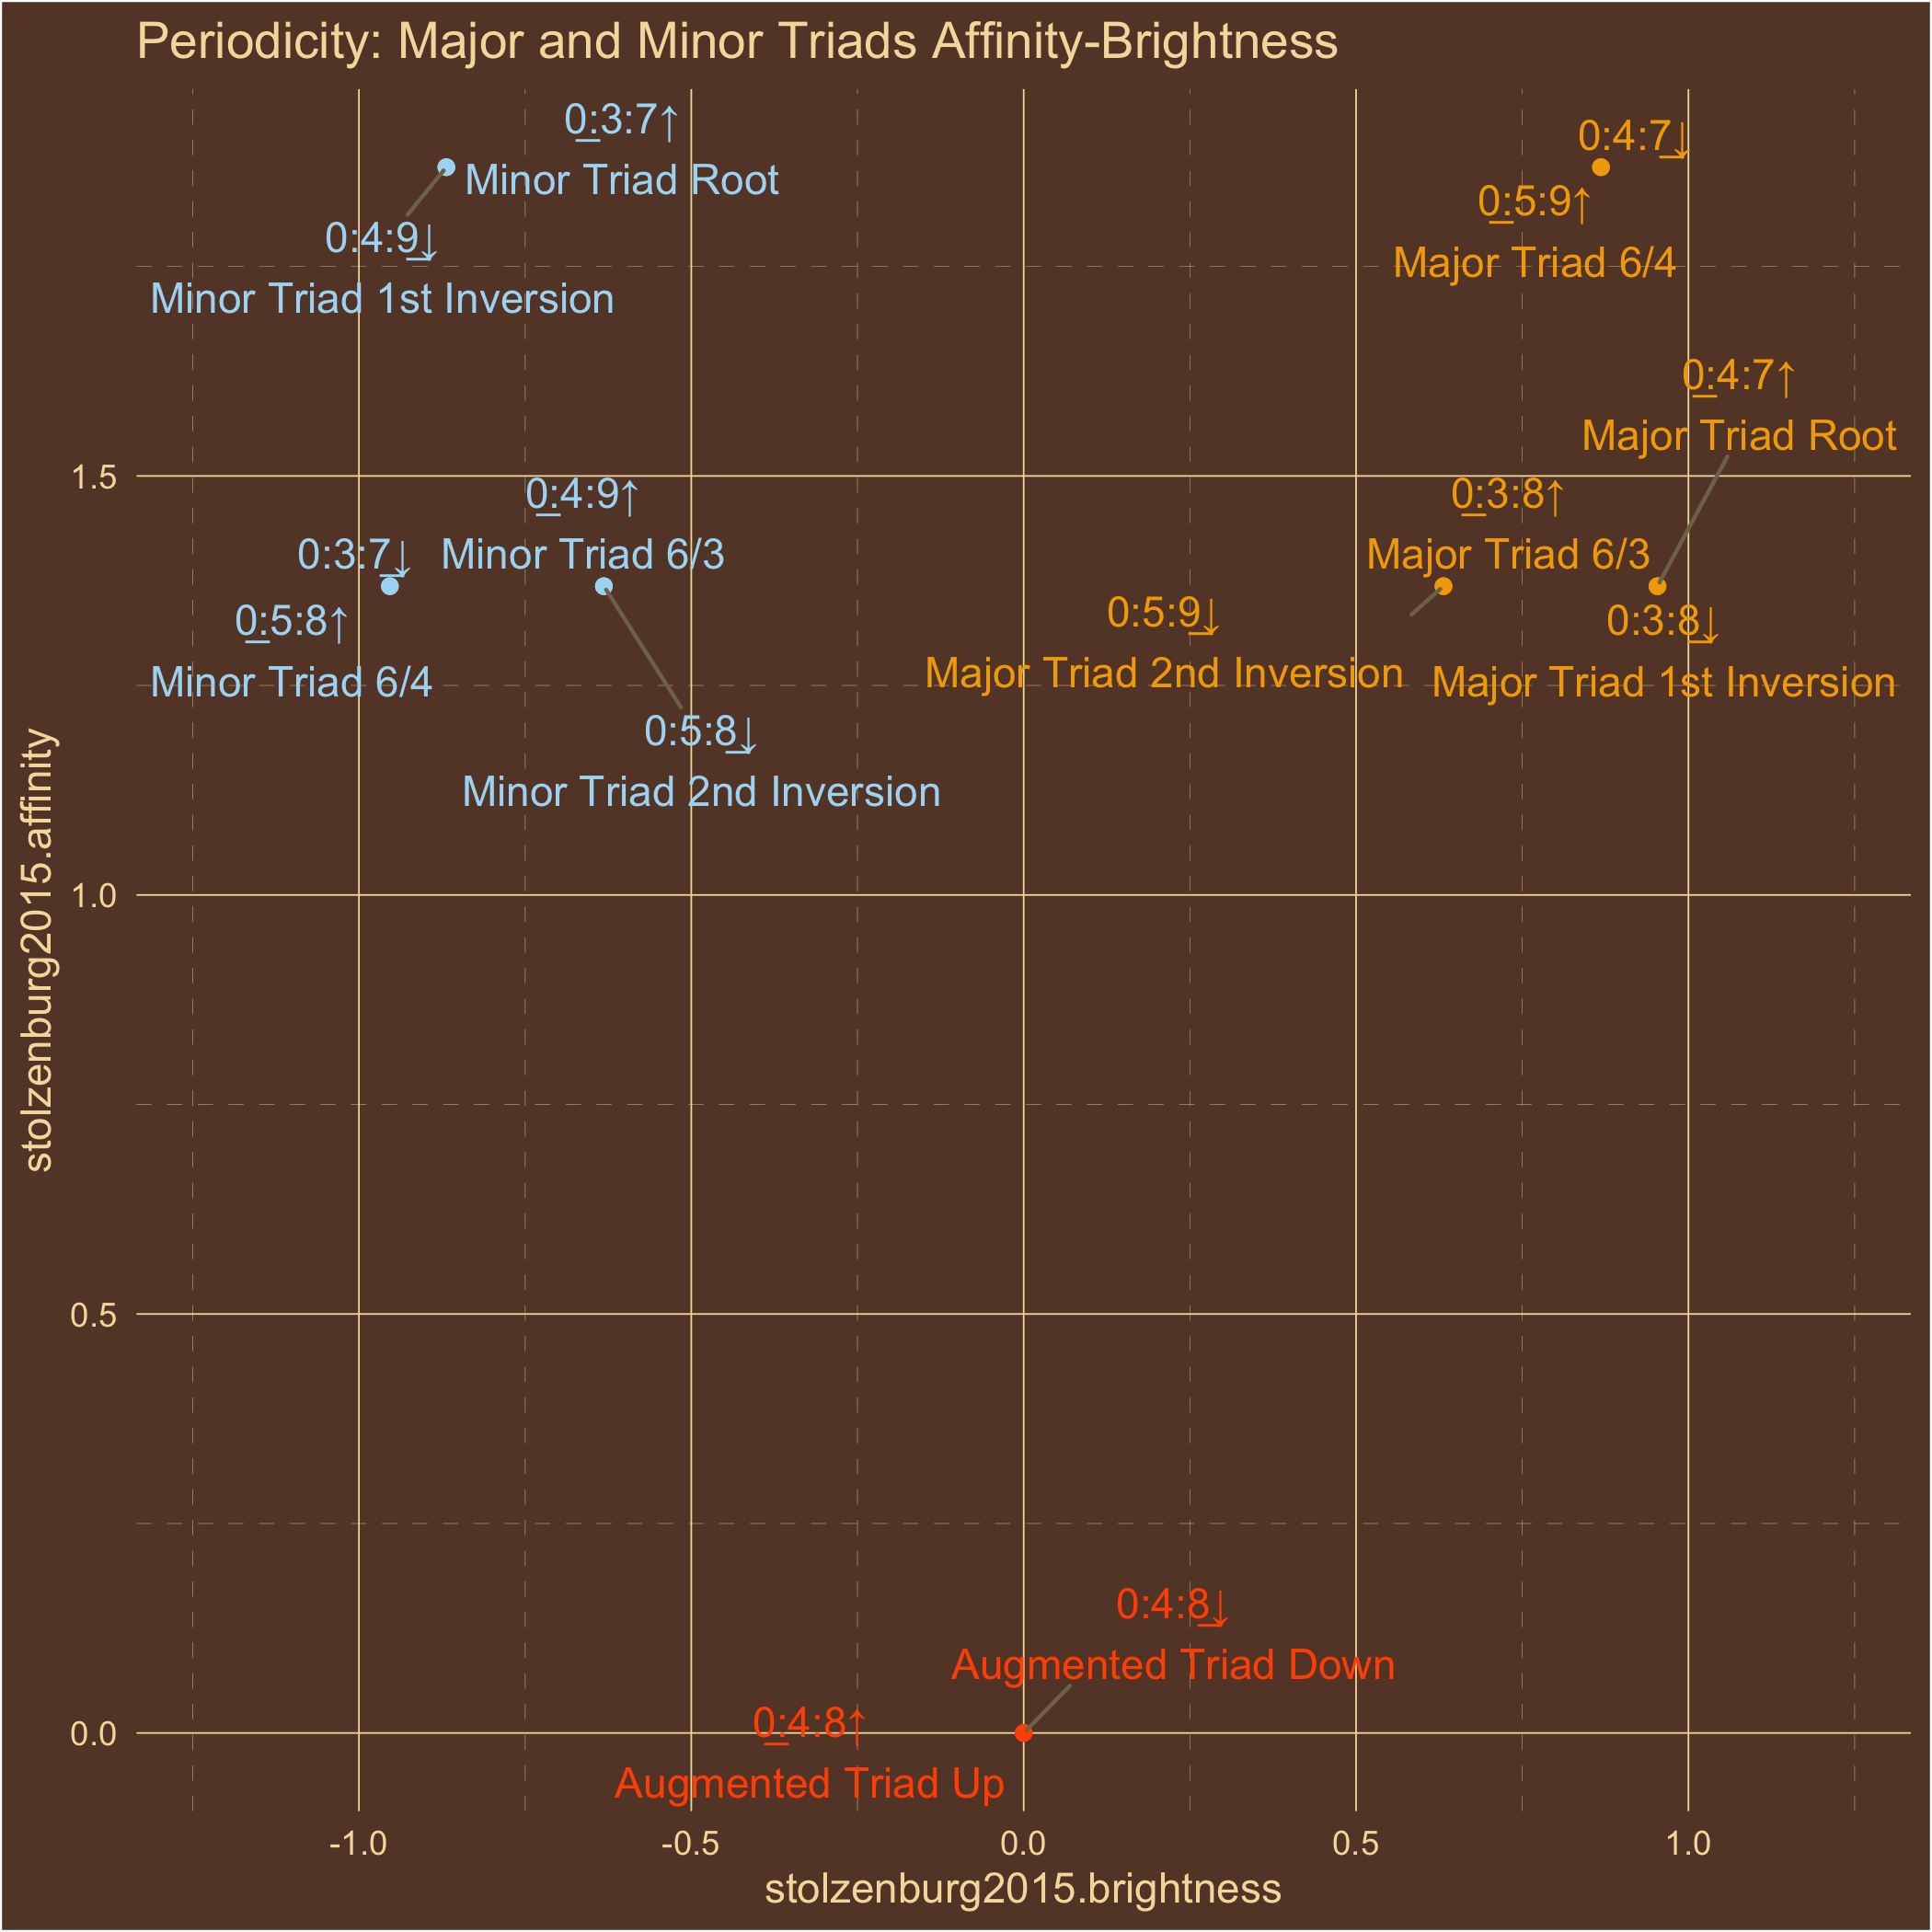 Periodicity: Major and Minor Triads Affinity-Brightness
0:3:7↑
Minor Triad Root
0:4:7↓
0:5:9↑
Major Triad 6/4
0:4:9↓
Minor Triad 1st Inversion
0:4:7↑
Major Triad Root
1.5
0:4:9↑
Minor Triad 6/3
0:3:8↑
Major Triad 6/3
0:3:7↓
0:5:8↑
Minor Triad 6/4
0:5:9↓
Major Triad 2nd Inversion
0:3:8↓
Major Triad 1st Inversion
0:5:8↓
Minor Triad 2nd Inversion
1.0
stolzenburg2015.affinity
0.5
0:4:8↓
Augmented Triad Down
0.0
0:4:8↑
Augmented Triad Up
-1.0
-0.5
0.0
0.5
1.0
stolzenburg2015.brightness